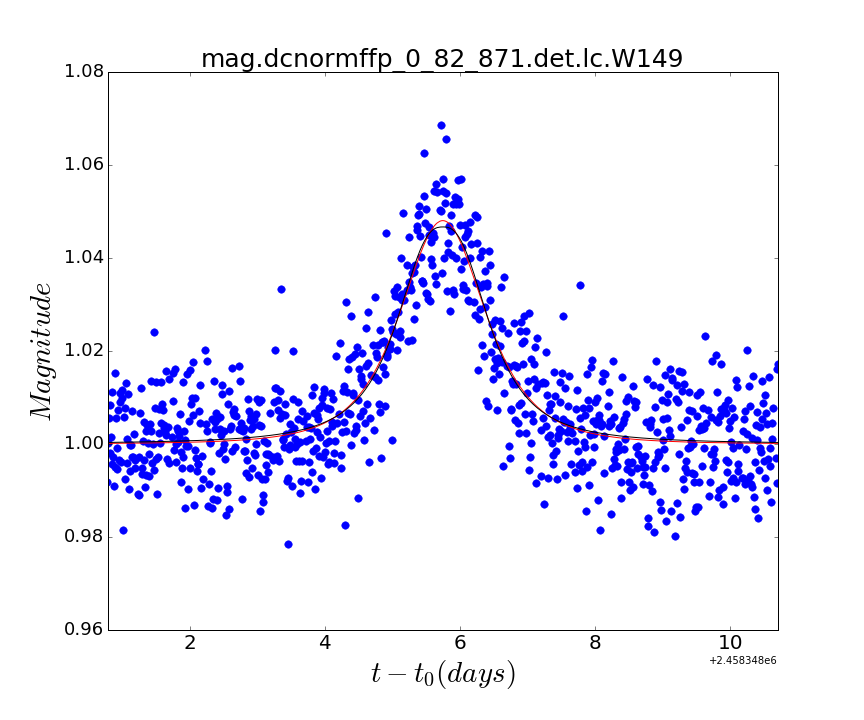 mag.dcnormffp_0_82_871.det.lc.W149
1.08
1.06
1.04
1.02
1.00
0.98
0.96
Magnitude
2 4 6 8 10
+2.458348e6
t − t₀(days)